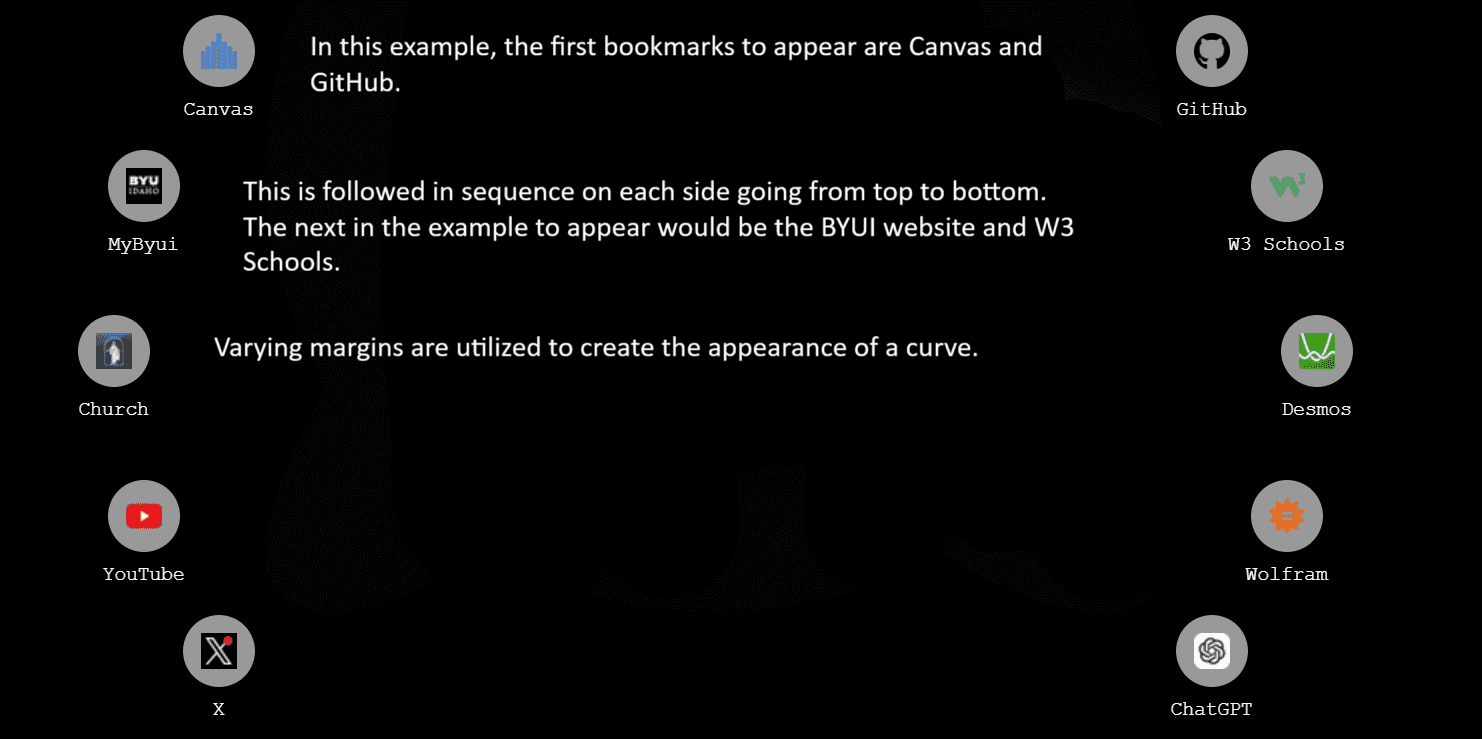 Canvas
In this example, the first bookmarks to appear are Canvas and
GitHub.
GitHub
BYU
IDAHO
MyByui
This is followed in sequence on each side going from top to bottom.
The next in the example to appear would be the BYUI website and W3
Schools.
W3
W3 Schools
Church
Varying margins are utilized to create the appearance of a curve.
Desmos
YouTube
=
Wolfram
X
X
ChatGPT